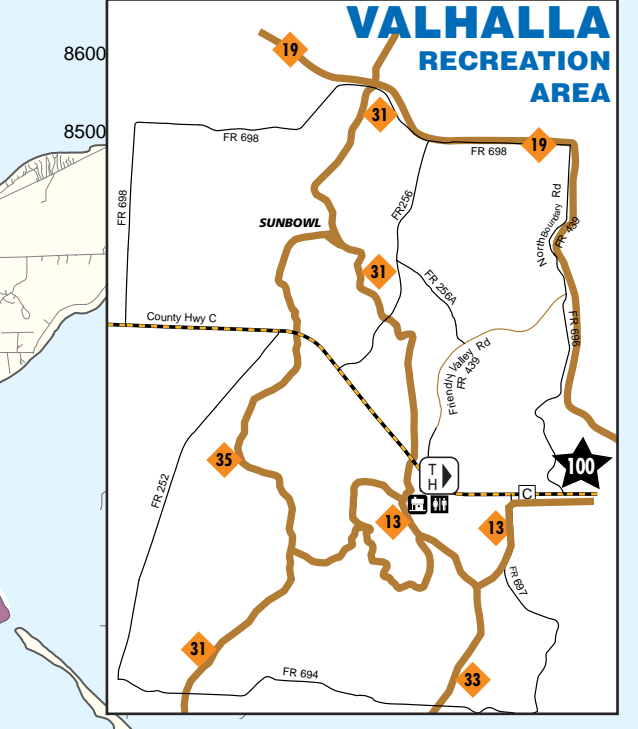 VALHALLA
RECREATION
AREA
8600
8500
19
31
FR 698
FR 698
19
FR 698
FR256
North Boundary Rd
FR 439
SUNBOWL
31
FR 256A
County Hwy C
FR 696
Friendly Valley Rd
FR 439
35
100
T
H
C
FR 252
13
13
FR 697
31
FR 694
33